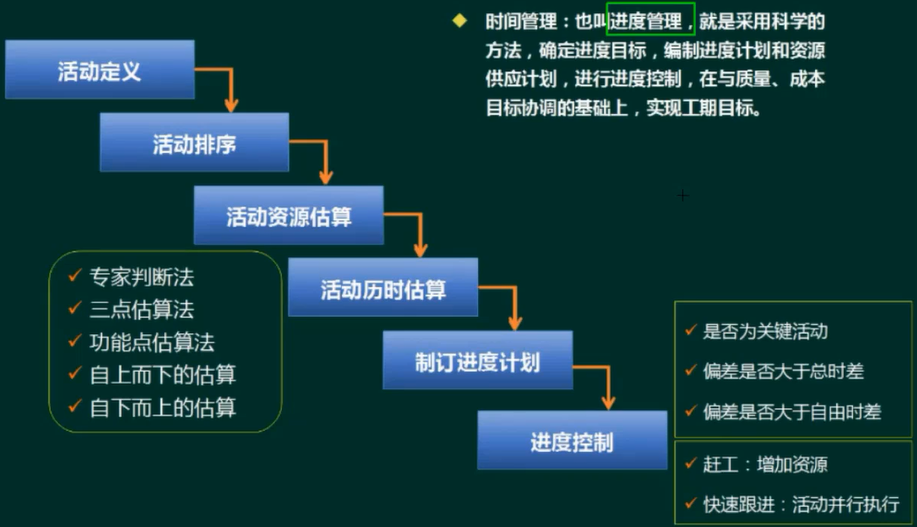 时间管理：也叫进度管理，就是采用科学的
方法，确定进度目标，编制进度计划和资源
供应计划，进行进度控制，在与质量、成本
目标协调的基础上，实现工期目标。
活动定义
活动排序
活动资源估算
活动历时估算
制订进度计划
进度控制
专家判断法
三点估算法
功能点估算法
自上而下的估算
自下而上的估算
是否为关键活动
偏差是否大于总时差
偏差是否大于自由时差
赶工：增加资源
快速跟进：活动并行执行